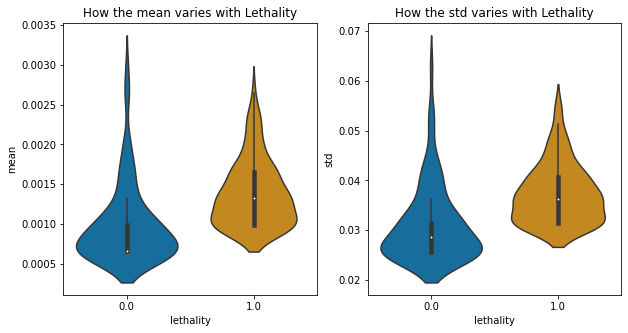 How the mean varies with Lethality
mean
0.0035
0.0030
0.0025
0.0020
0.0015
0.0010
0.0005
0.0
1.0
lethality
How the std varies with Lethality
std
0.07
0.06
0.05
0.04
0.03
0.02
0.0
1.0
lethality